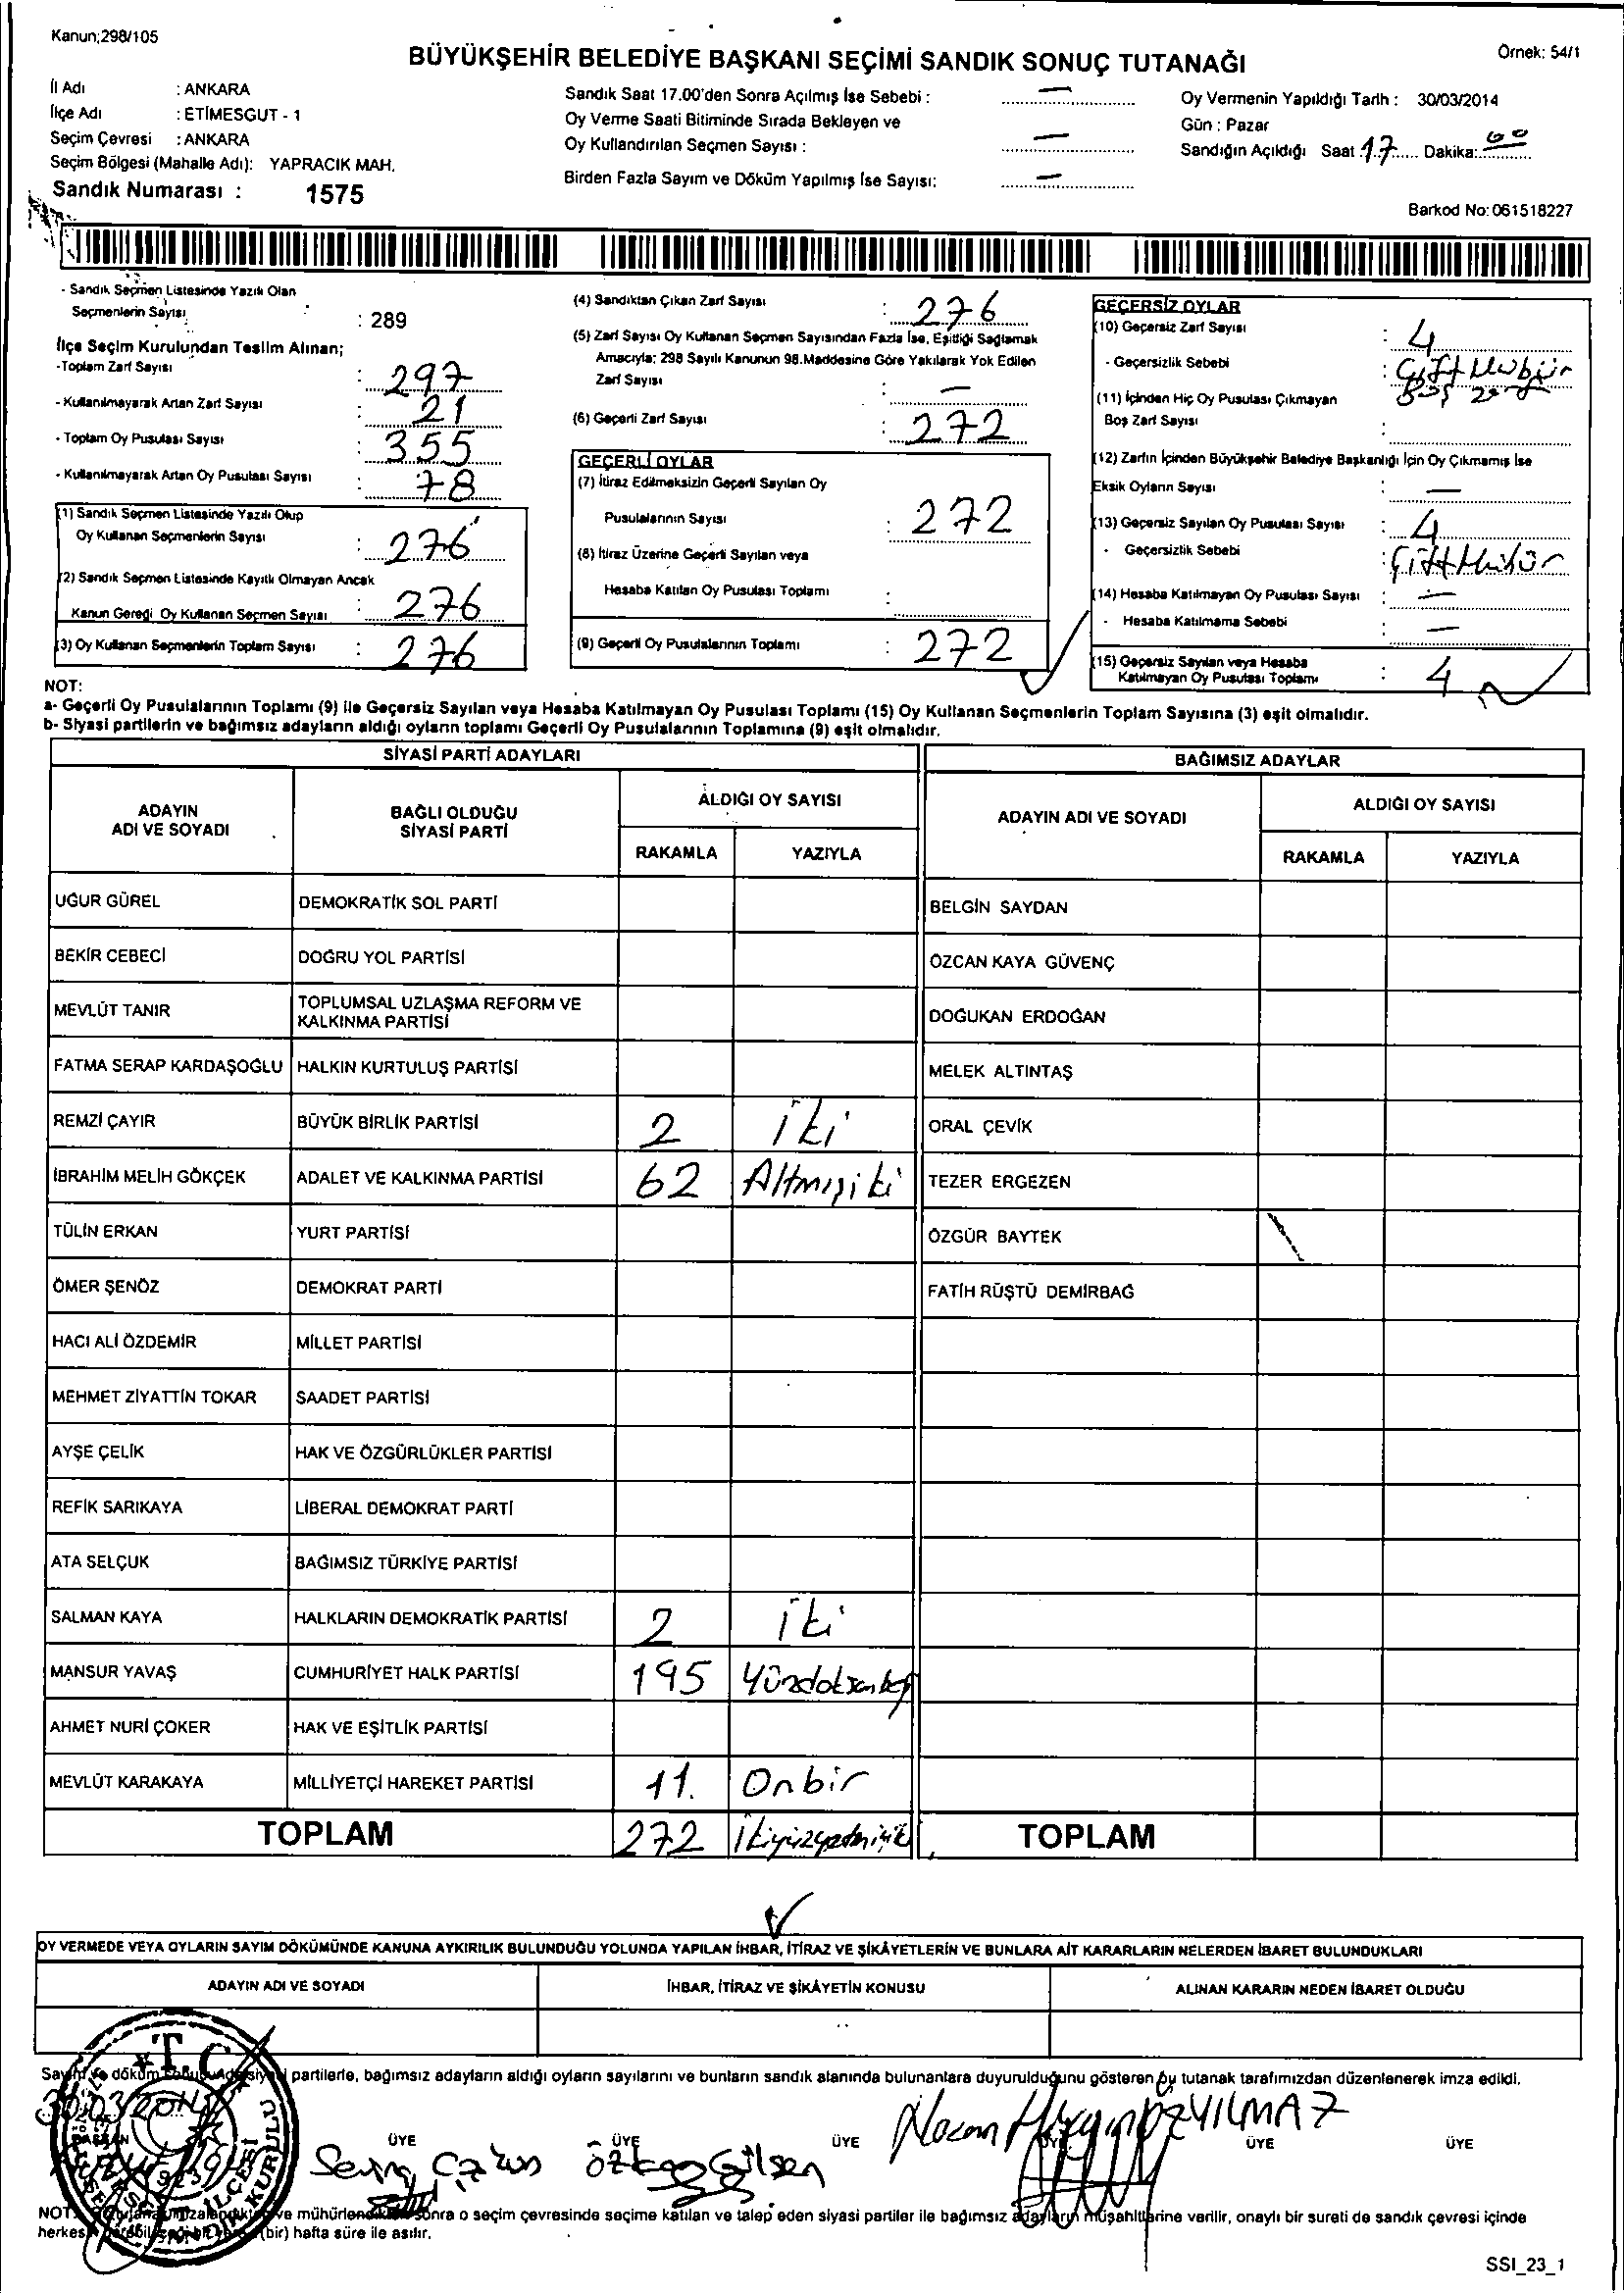 Kanun;298/105
Örnek: 54/1
BÜYÜKŞEHİR BELEDİYE BAŞKANI SEÇİMİ SANDIK SONUÇ TUTANAĞI
İl Adı : ANKARA
İlçe Adı : ETİMESGUT - 1
Seçim Çevresi : ANKARA
Seçim Bölgesi (Mahalle Adı): YAPRACIK MAH.
Sandık Numarası : 1575
Sandık Saat 17.00'den Sonra Açılmış İse Sebebi : —
Oy Verme Saati Bitiminde Sırada Bekleyen ve
Oy Kullandırılan Seçmen Sayısı : —
Birden Fazla Sayım ve Döküm Yapılmış İse Sayısı: —
Oy Vermenin Yapıldığı Tarih : 30/03/2014
Gün : Pazar
Sandığın Açıldığı Saat 17 Dakika: 00
Barkod No:061518227
- Sandık Seçmen Listesinde Yazılı Olan
Seçmenlerin Sayısı : 289
İlçe Seçim Kurulundan Teslim Alınan;
-Toplam Zarf Sayısı : 297
- Kullanılmayarak Artan Zarf Sayısı : 21
- Toplam Oy Pusulası Sayısı : 355
- Kullanılmayarak Artan Oy Pusulası Sayısı : 78
(1) Sandık Seçmen Listesinde Yazılı Olup
Oy Kullanan Seçmenlerin Sayısı : 276
(2) Sandık Seçmen Listesinde Kayıtlı Olmayan Ancak
Kanun Gereği Oy Kullanan Seçmen Sayısı : 276
(3) Oy Kullanan Seçmenlerin Toplam Sayısı : 276
(4) Sandıktan Çıkan Zarf Sayısı : 276
(5) Zarf Sayısı Oy Kullanan Seçmen Sayısından Fazla İse, Eşitliği Sağlamak
Amacıyla; 298 Sayılı Kanunun 98.Maddesine Göre Yakılarak Yok Edilen
Zarf Sayısı : —
(6) Geçerli Zarf Sayısı : 272
GEÇERLİ OYLAR
(7) İtiraz Edilmeksizin Geçerli Sayılan Oy
Pusulalarının Sayısı : 272
(8) İtiraz Üzerine Geçerli Sayılan veya
Hesaba Katılan Oy Pusulası Toplamı :
(9) Geçerli Oy Pusulalarının Toplamı : 272
GEÇERSİZ OYLAR
(10) Geçersiz Zarf Sayısı : 4
- Geçersizlik Sebebi : Çift Mühür
Boş zarf
(11) İçinden Hiç Oy Pusulası Çıkmayan
Boş Zarf Sayısı :
(12) Zarfın İçinden Büyükşehir Belediye Başkanlığı İçin Oy Çıkmamış İse
Eksik Oyların Sayısı : —
(13) Geçersiz Sayılan Oy Pusulası Sayısı : 4
- Geçersizlik Sebebi : Çift Mühür
(14) Hesaba Katılmayan Oy Pusulası Sayısı : —
- Hesaba Katılmama Sebebi : —
(15) Geçersiz Sayılan veya Hesaba
Katılmayan Oy Pusulası Toplamı : 4
NOT:
a- Geçerli Oy Pusulalarının Toplamı (9) ile Geçersiz Sayılan veya Hesaba Katılmayan Oy Pusulası Toplamı (15) Oy Kullanan Seçmenlerin Toplam Sayısına (3) eşit olmalıdır.
b- Siyasi partilerin ve bağımsız adayların aldığı oyların toplamı Geçerli Oy Pusulalarının Toplamına (9) eşit olmalıdır.
SİYASİ PARTİ ADAYLARI
BAĞIMSIZ ADAYLAR
ADAYIN
ADI VE SOYADI
BAĞLI OLDUĞU
SİYASİ PARTİ
ALDIĞI OY SAYISI
RAKAMLA YAZIYLA
ADAYIN ADI VE SOYADI
ALDIĞI OY SAYISI
RAKAMLA YAZIYLA
UĞUR GÜREL DEMOKRATİK SOL PARTİ BELGİN SAYDAN
BEKİR CEBECİ DOĞRU YOL PARTİSİ ÖZCAN KAYA GÜVENÇ
MEVLÜT TANIR TOPLUMSAL UZLAŞMA REFORM VE
KALKINMA PARTİSİ DOĞUKAN ERDOĞAN
FATMA SERAP KARDAŞOĞLU HALKIN KURTULUŞ PARTİSİ MELEK ALTINTAŞ
REMZİ ÇAYIR BÜYÜK BİRLİK PARTİSİ 2 iki ORAL ÇEVİK
İBRAHİM MELİH GÖKÇEK ADALET VE KALKINMA PARTİSİ 62 Altmışiki TEZER ERGEZEN
TÜLİN ERKAN YURT PARTİSİ ÖZGÜR BAYTEK
ÖMER ŞENÖZ DEMOKRAT PARTİ FATİH RÜŞTÜ DEMİRBAĞ
HACI ALİ ÖZDEMİR MİLLET PARTİSİ
MEHMET ZİYATTİN TOKAR SAADET PARTİSİ
AYŞE ÇELİK HAK VE ÖZGÜRLÜKLER PARTİSİ
REFİK SARIKAYA LİBERAL DEMOKRAT PARTİ
ATA SELÇUK BAĞIMSIZ TÜRKİYE PARTİSİ
SALMAN KAYA HALKLARIN DEMOKRATİK PARTİSİ 2 iki
MANSUR YAVAŞ CUMHURİYET HALK PARTİSİ 195 Yüzdoksanbeş
AHMET NURİ ÇOKER HAK VE EŞİTLİK PARTİSİ
MEVLÜT KARAKAYA MİLLİYETÇİ HAREKET PARTİSİ 11. Onbir
TOPLAM 272 ikiyüzyetmişiki TOPLAM
OY VERMEDE VEYA OYLARIN SAYIM DÖKÜMÜNDE KANUNA AYKIRILIK BULUNDUĞU YOLUNDA YAPILAN İHBAR, İTİRAZ VE ŞİKÂYETLERİN VE BUNLARA AİT KARARLARIN NELERDEN İBARET BULUNDUKLARI
ADAYIN ADI VE SOYADI İHBAR, İTİRAZ VE ŞİKÂYETİN KONUSU ALINAN KARARIN NEDEN İBARET OLDUĞU
T.C
Sayım ve döküm siyasi partilerle, bağımsız adayların aldığı oyların sayılarını ve bunların sandık alanında bulunanlara duyurulduğunu gösteren bu tutanak tarafımızdan düzenlenerek imza edildi.
30.03.2014
BAŞKAN ÜYE ÜYE ÜYE ÜYE ÜYE
Özkan Gülsen
YILMAZ
İLÇESİ KURULU
1923
NOT: ve mühürlendikten sonra o seçim çevresinde seçime katılan ve talep eden siyasi partiler ile bağımsız adayların müşahitlerine verilir, onaylı bir sureti de sandık çevresi içinde
herkesin (bir) hafta süre ile asılır.
SSI_23_1